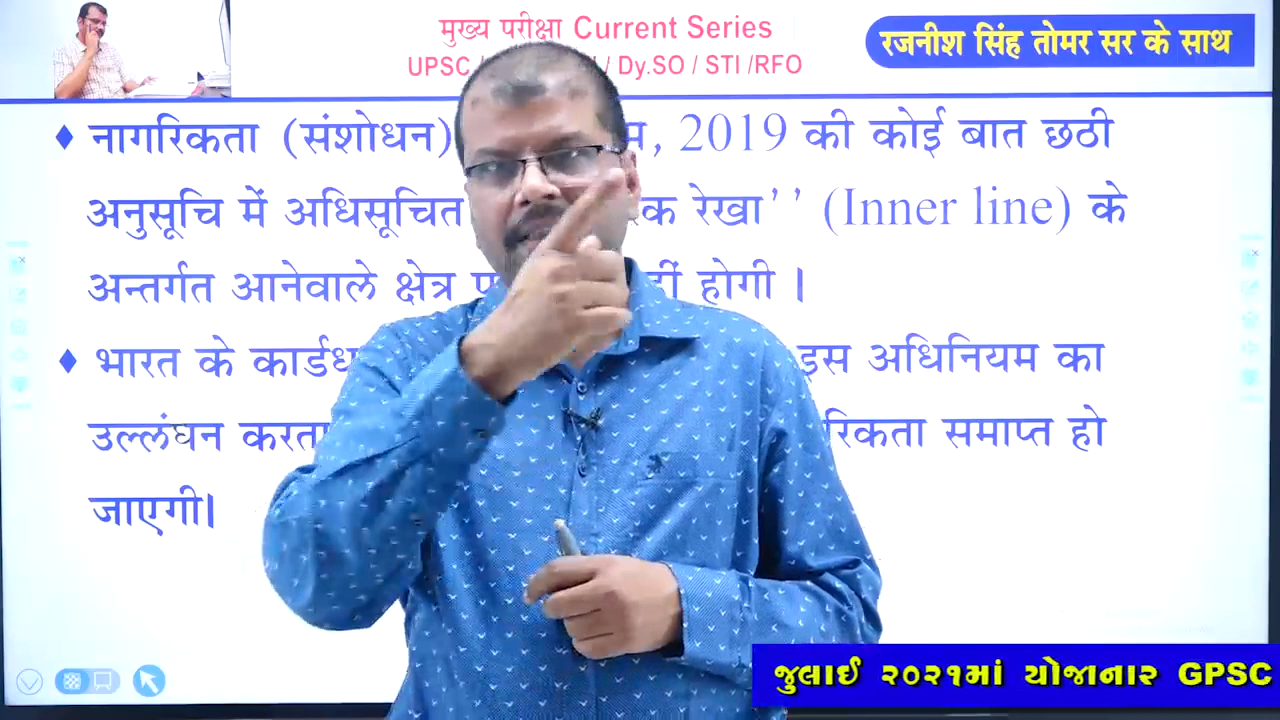 मुख्य परीक्षा Current Series
UPSC / / Dy.SO / STI /RFO
रजनीश सिंह तोमर सर के साथ
नागरिकता (संशोधन) म, 2019 की कोई बात छठी
अनुसूचि में अधिसूचित क रेखा’’ (Inner line) के
अन्तर्गत आनेवाले क्षेत्र हीं होगी ।
भारत के कार्डध इस अधिनियम का
उल्लंघन करता रिकता समाप्त हो
जाएगी।
જુલાઈ ૨૦૨૧માં યોજાનાર GPSC